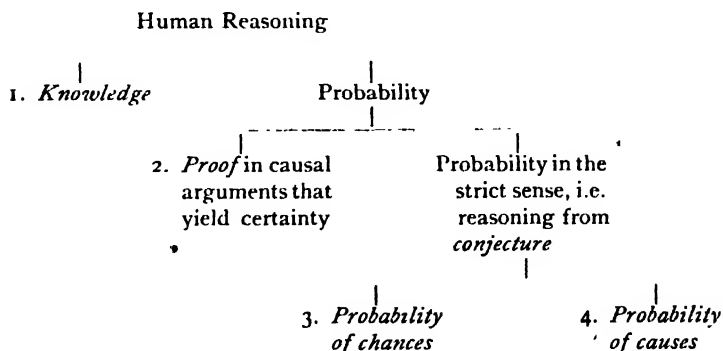 Human Reasoning
1. Knowledge
Probability
2. Proof in causal
arguments that
yield certainty
Probability in the
strict sense, i.e.
reasoning from
conjecture
3. Probability
of chances
4. Probability
of causes